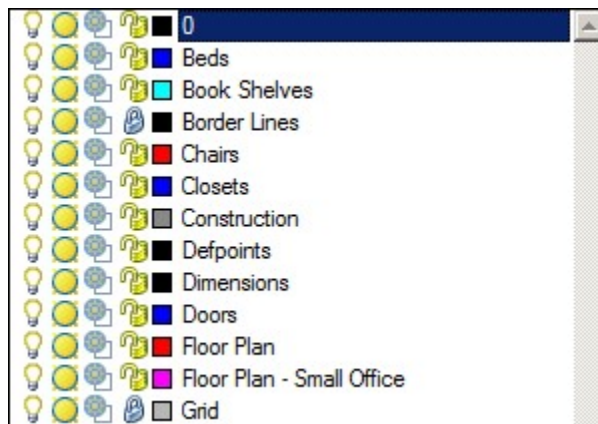 0
Beds
Book Shelves
Border Lines
Chairs
Closets
Construction
Defpoints
Dimensions
Doors
Floor Plan
Floor Plan - Small Office
Grid